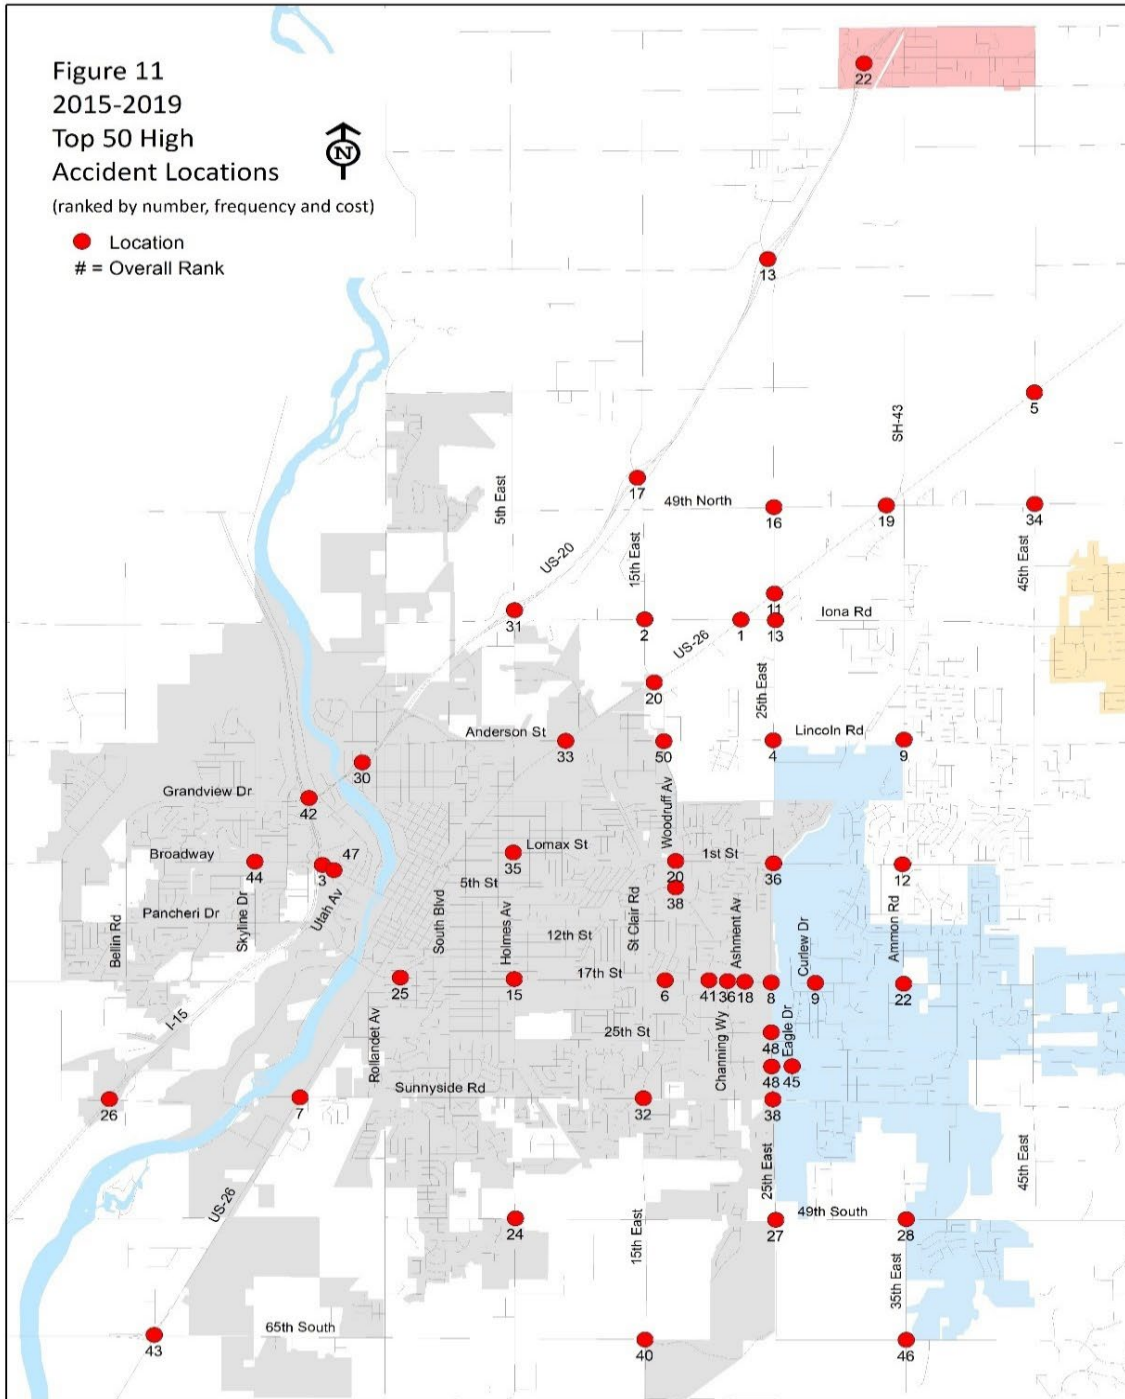 Figure 11
2015-2019
Top 50 High
Accident Locations
(ranked by number, frequency and cost)
N
Location
# = Overall Rank
22
13
5
SH-43
17
49th North
16
19
34
5th East
US-20
15th East
45th East
11
Iona Rd
31
2
1
13
US-26
25th East
20
Anderson St
Lincoln Rd
33
50
4
9
30
Grandview Dr
42
Woodruff Av
Broadway
47
Lomax St
1st St
44
3
35
20
36
12
5th St
38
Pancheri Dr
Utah Av
Skyline Dr
Bellin Rd
South Blvd
Holmes Av
St Clair Rd
Ashment Av
Curlew Dr
Ammon Rd
12th St
17th St
25
15
6
41
36
18
8
9
22
I-15
Rollandet Av
25th St
Channing Wy
48
Eagle Dr
Sunnyside Rd
48
45
26
7
32
38
US-26
25th East
45th East
49th South
24
15th East
27
28
35th East
65th South
43
40
46